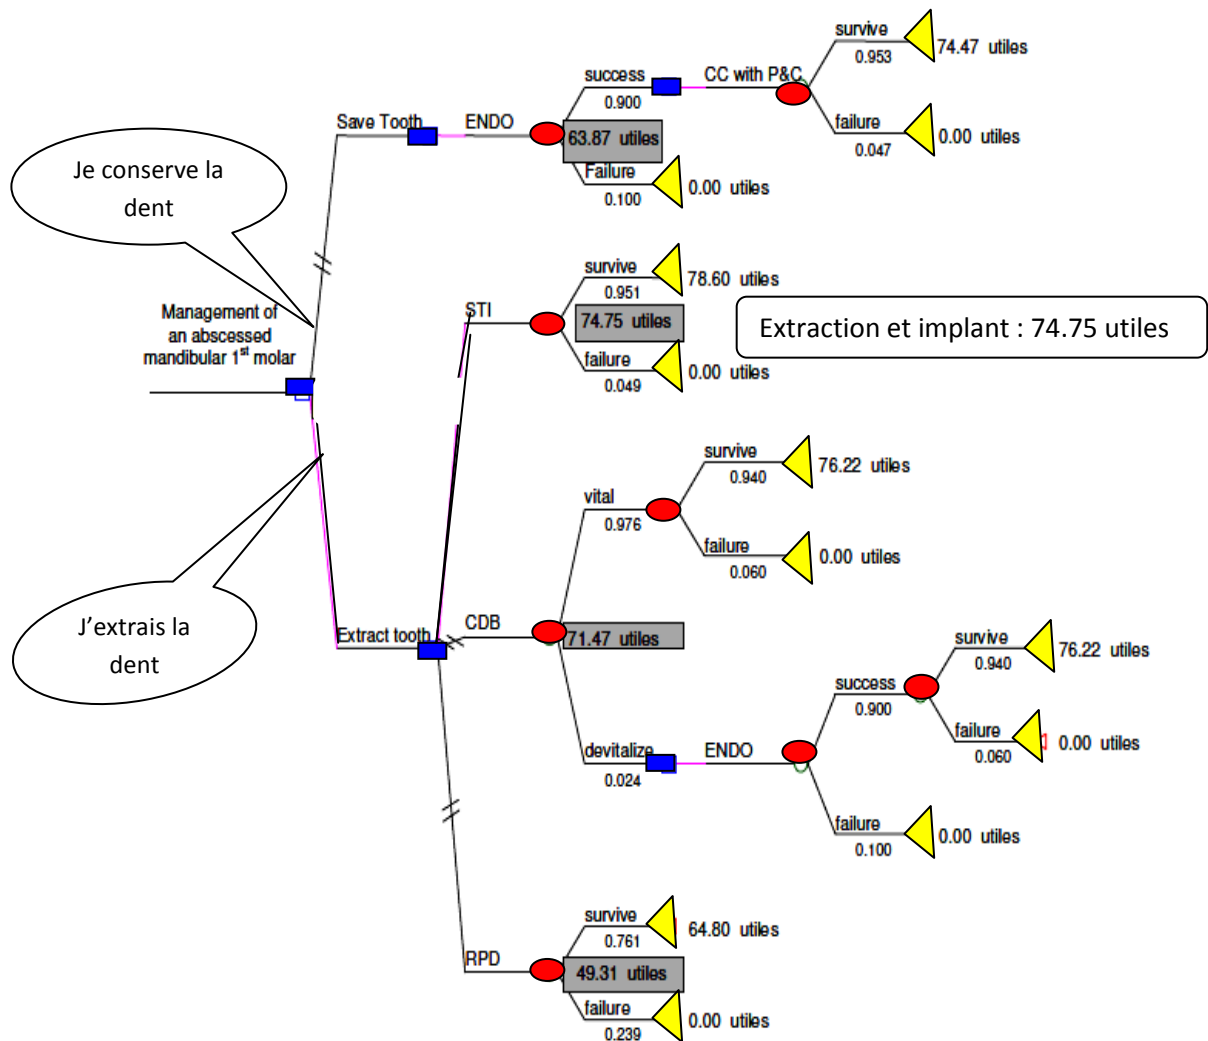 survive
0.953
74.47 utiles
success
0.900
CC with P&C
failure
0.047
0.00 utiles
Save Tooth
ENDO
63.87 utiles
Failure
0.100
0.00 utiles
Je conserve la
dent
Management of
an abscessed
mandibular 1st molar
survive
0.951
78.60 utiles
STI
74.75 utiles
failure
0.049
0.00 utiles
Extraction et implant : 74.75 utiles
survive
0.940
76.22 utiles
vital
0.976
failure
0.060
0.00 utiles
J’extrais la
dent
Extract tooth
CDB
71.47 utiles
survive
0.940
76.22 utiles
success
0.900
failure
0.060
0.00 utiles
devitalize
0.024
ENDO
failure
0.100
0.00 utiles
survive
0.761
64.80 utiles
RPD
49.31 utiles
failure
0.239
0.00 utiles